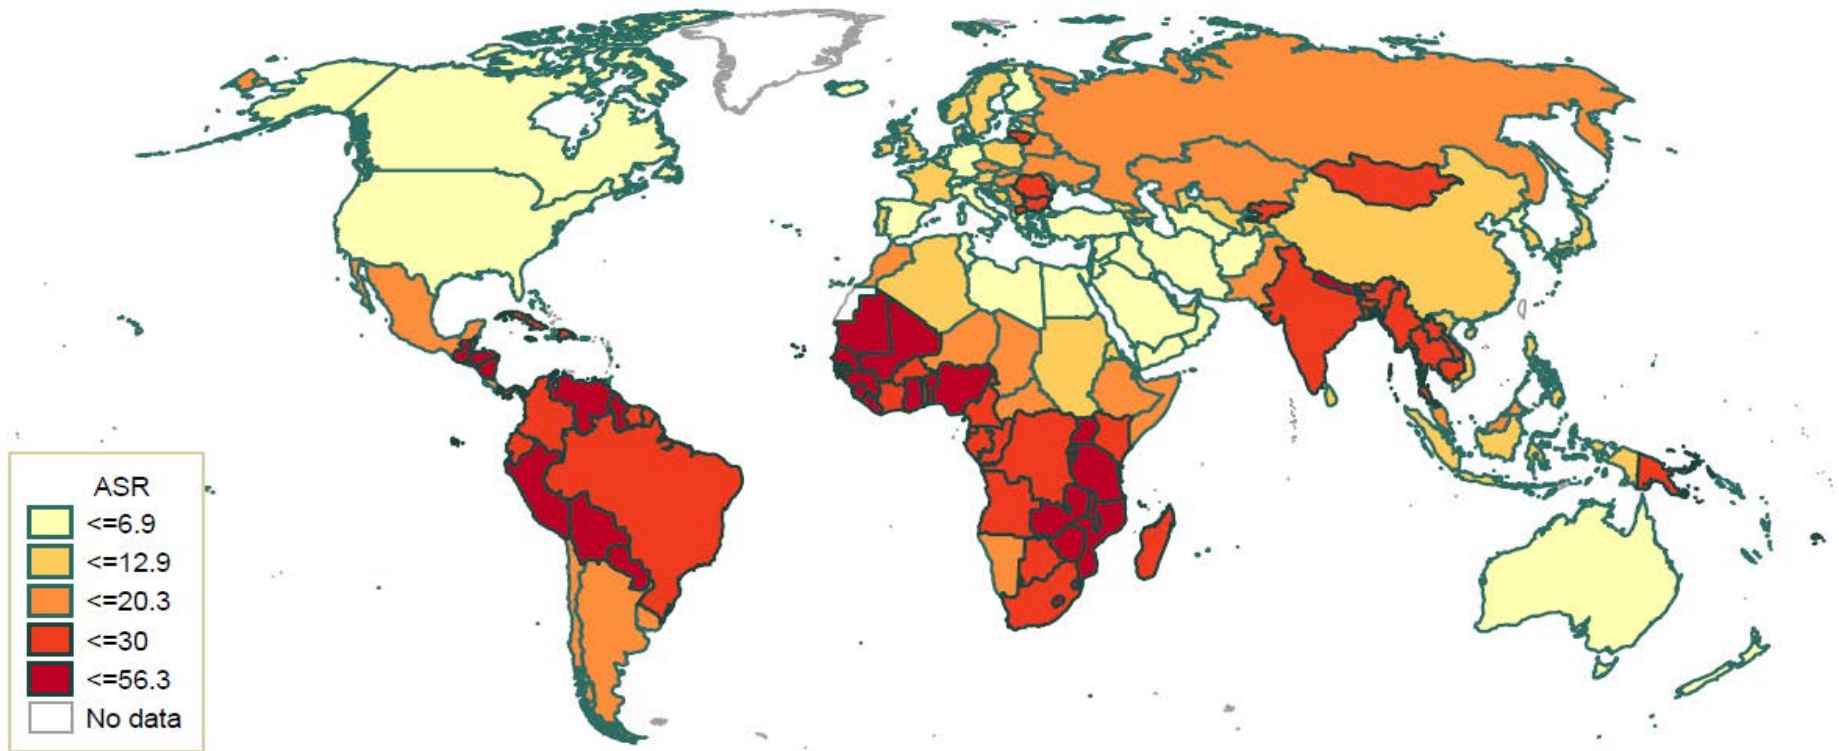 ASR
<=6.9
<=12.9
<=20.3
<=30
<=56.3
No data